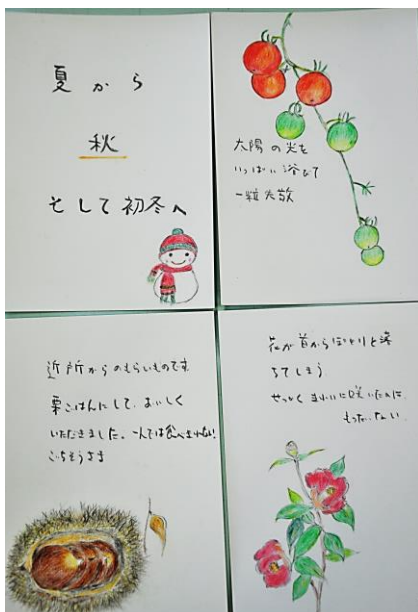 夏から
秋
そして初冬へ
太陽の光を
いっぱい浴びて
一粒失敬
近所からのもらいものです
栗ごはんにして、おいしく
いただきました。一人では食べきれない!
ごちそうさま
花が首からぽとりと落
ちてしまう
せっかくきれいに咲いたのに
もったいない